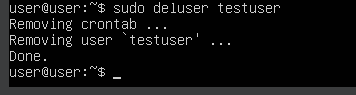 user@user:~$ sudo deluser testuser
Removing crontab ...
Removing user `testuser' ...
Done.
user@user:~$ _